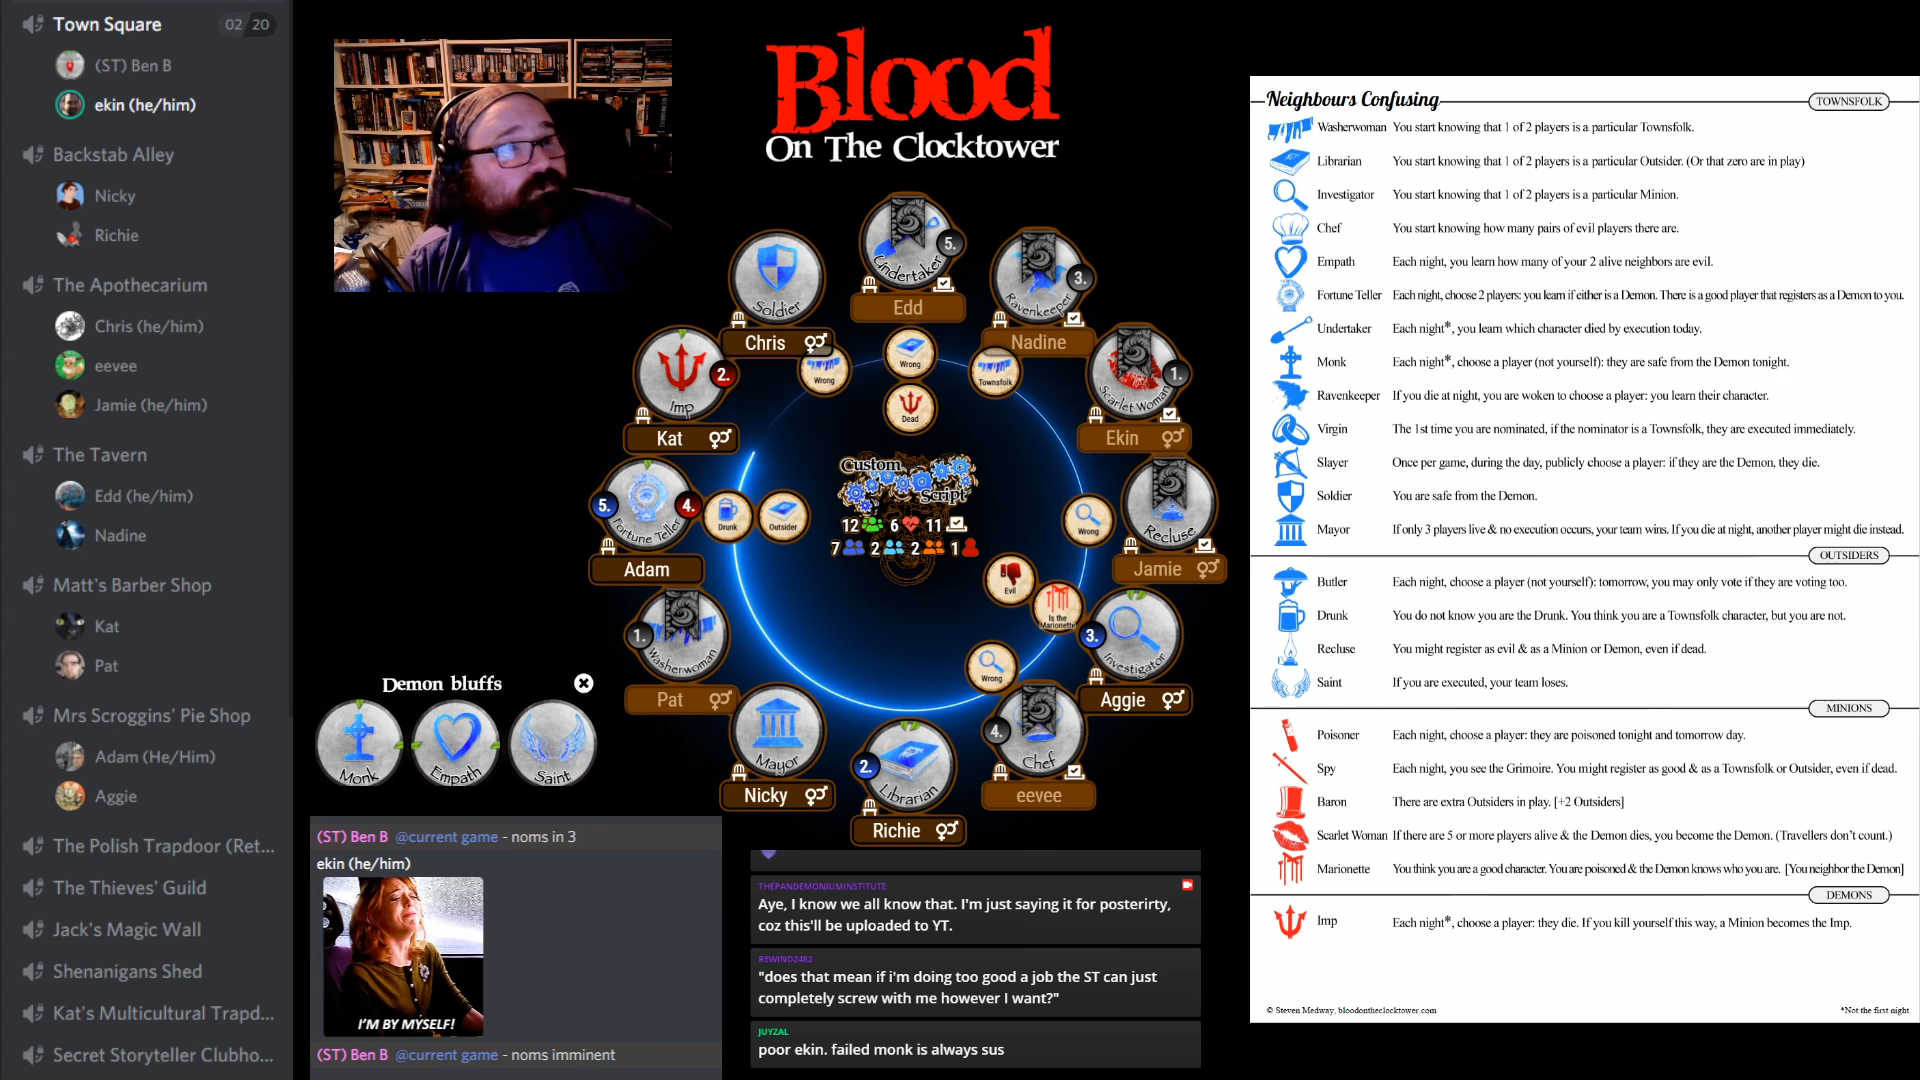 Town Square 02 20
(ST) Ben B
ekin (he/him)
Backstab Alley
Nicky
Richie
The Apothecarium
Chris (he/him)
eevee
Jamie (he/him)
The Tavern
Edd (he/him)
Nadine
Matt's Barber Shop
Kat
Pat
Mrs Scroggins' Pie Shop
Adam (He/Him)
Aggie
The Polish Trapdoor (Ret...
The Thieves' Guild
Jack's Magic Wall
Shenanigans Shed
Kat's Multicultural Trapd...
Secret Storyteller Clubho...
Blood
On The Clocktower
Undertaker
5.
Edd
Ravenkeeper
3.
Nadine
Scarlet Woman
1.
Ekin
Recluse
Jamie
Investigator
3.
Aggie
Chef
4.
eevee
Librarian
2.
Richie
Mayor
Nicky
Washerwoman
1.
Pat
Fortune Teller
5.
4.
Adam
Imp
2.
Kat
Soldier
Chris
Wrong
Wrong
Dead
Townsfolk
Wrong
Evil
Is the Marionette
Wrong
Drunk
Outsider
Custom
Script
12 6 11
7 2 2 1
Demon bluffs
Monk
Empath
Saint
(ST) Ben B @current game - noms in 3
ekin (he/him)
I'M BY MYSELF!
(ST) Ben B @current game - noms imminent
THEPANDEMONIUMINSTITUTE
Aye, I know we all know that. I'm just saying it for posterirty,
coz this'll be uploaded to YT.
REWIND2482
"does that mean if i'm doing too good a job the ST can just
completely screw with me however I want?"
JUYZAL
poor ekin. failed monk is always sus
Neighbours Confusing
TOWNSFOLK
Washerwoman You start knowing that 1 of 2 players is a particular Townsfolk.
Librarian You start knowing that 1 of 2 players is a particular Outsider. (Or that zero are in play)
Investigator You start knowing that 1 of 2 players is a particular Minion.
Chef You start knowing how many pairs of evil players there are.
Empath Each night, you learn how many of your 2 alive neighbors are evil.
Fortune Teller Each night, choose 2 players: you learn if either is a Demon. There is a good player that registers as a Demon to you.
Undertaker Each night*, you learn which character died by execution today.
Monk Each night*, choose a player (not yourself): they are safe from the Demon tonight.
Ravenkeeper If you die at night, you are woken to choose a player: you learn their character.
Virgin The 1st time you are nominated, if the nominator is a Townsfolk, they are executed immediately.
Slayer Once per game, during the day, publicly choose a player: if they are the Demon, they die.
Soldier You are safe from the Demon.
Mayor If only 3 players live & no execution occurs, your team wins. If you die at night, another player might die instead.
OUTSIDERS
Butler Each night, choose a player (not yourself): tomorrow, you may only vote if they are voting too.
Drunk You do not know you are the Drunk. You think you are a Townsfolk character, but you are not.
Recluse You might register as evil & as a Minion or Demon, even if dead.
Saint If you are executed, your team loses.
MINIONS
Poisoner Each night, choose a player: they are poisoned tonight and tomorrow day.
Spy Each night, you see the Grimoire. You might register as good & as a Townsfolk or Outsider, even if dead.
Baron There are extra Outsiders in play. [+2 Outsiders]
Scarlet Woman If there are 5 or more players alive & the Demon dies, you become the Demon. (Travellers don't count.)
Marionette You think you are a good character. You are poisoned & the Demon knows who you are. [You neighbor the Demon]
DEMONS
Imp Each night*, choose a player: they die. If you kill yourself this way, a Minion becomes the Imp.
© Steven Medway, bloodontheclocktower.com
*Not the first night.